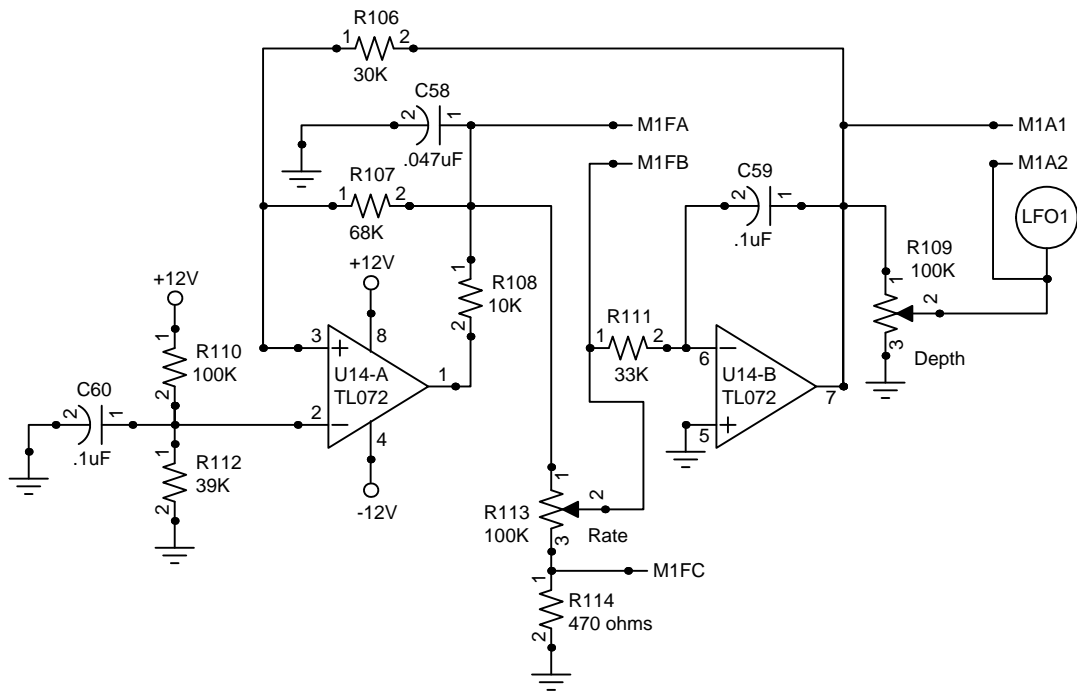 R106
1 2
30K
C58
2 1
.047uF
M1FA
M1A1
M1FB
M1A2
C59
2 1
.1uF
LFO1
R107
1 2
68K
R109
100K
1
2
3
Depth
+12V
+12V
1
R108
10K
2
R111
1 2
33K
1
R110
100K
2
3
+
8
U14-A
TL072
1
2
−
4
6
−
U14-B
TL072
7
5
+
C60
2 1
.1uF
1
R112
39K
2
-12V
1
R113
100K
2
3
Rate
M1FC
1
R114
470 ohms
2